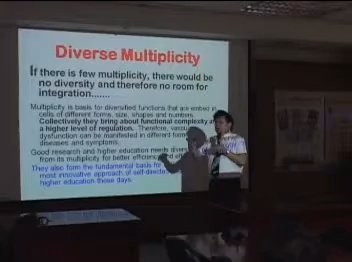 Diverse Multiplicity
If there is few multiplicity, there would be
no diversity and therefore no room for
integration.......
Multiplicity is basis for diversified functions that are embed in
cells of different forms, size, shapes and numbers.
Collectively they bring about functional complexity at
a higher level of regulation. Therefore,
dysfunction can be manifested in different
diseases and symptoms.
Good research and higher education needs
from its multiplicity for better
They also form the fundamental basis for
most innovative approach of
higher education these days.